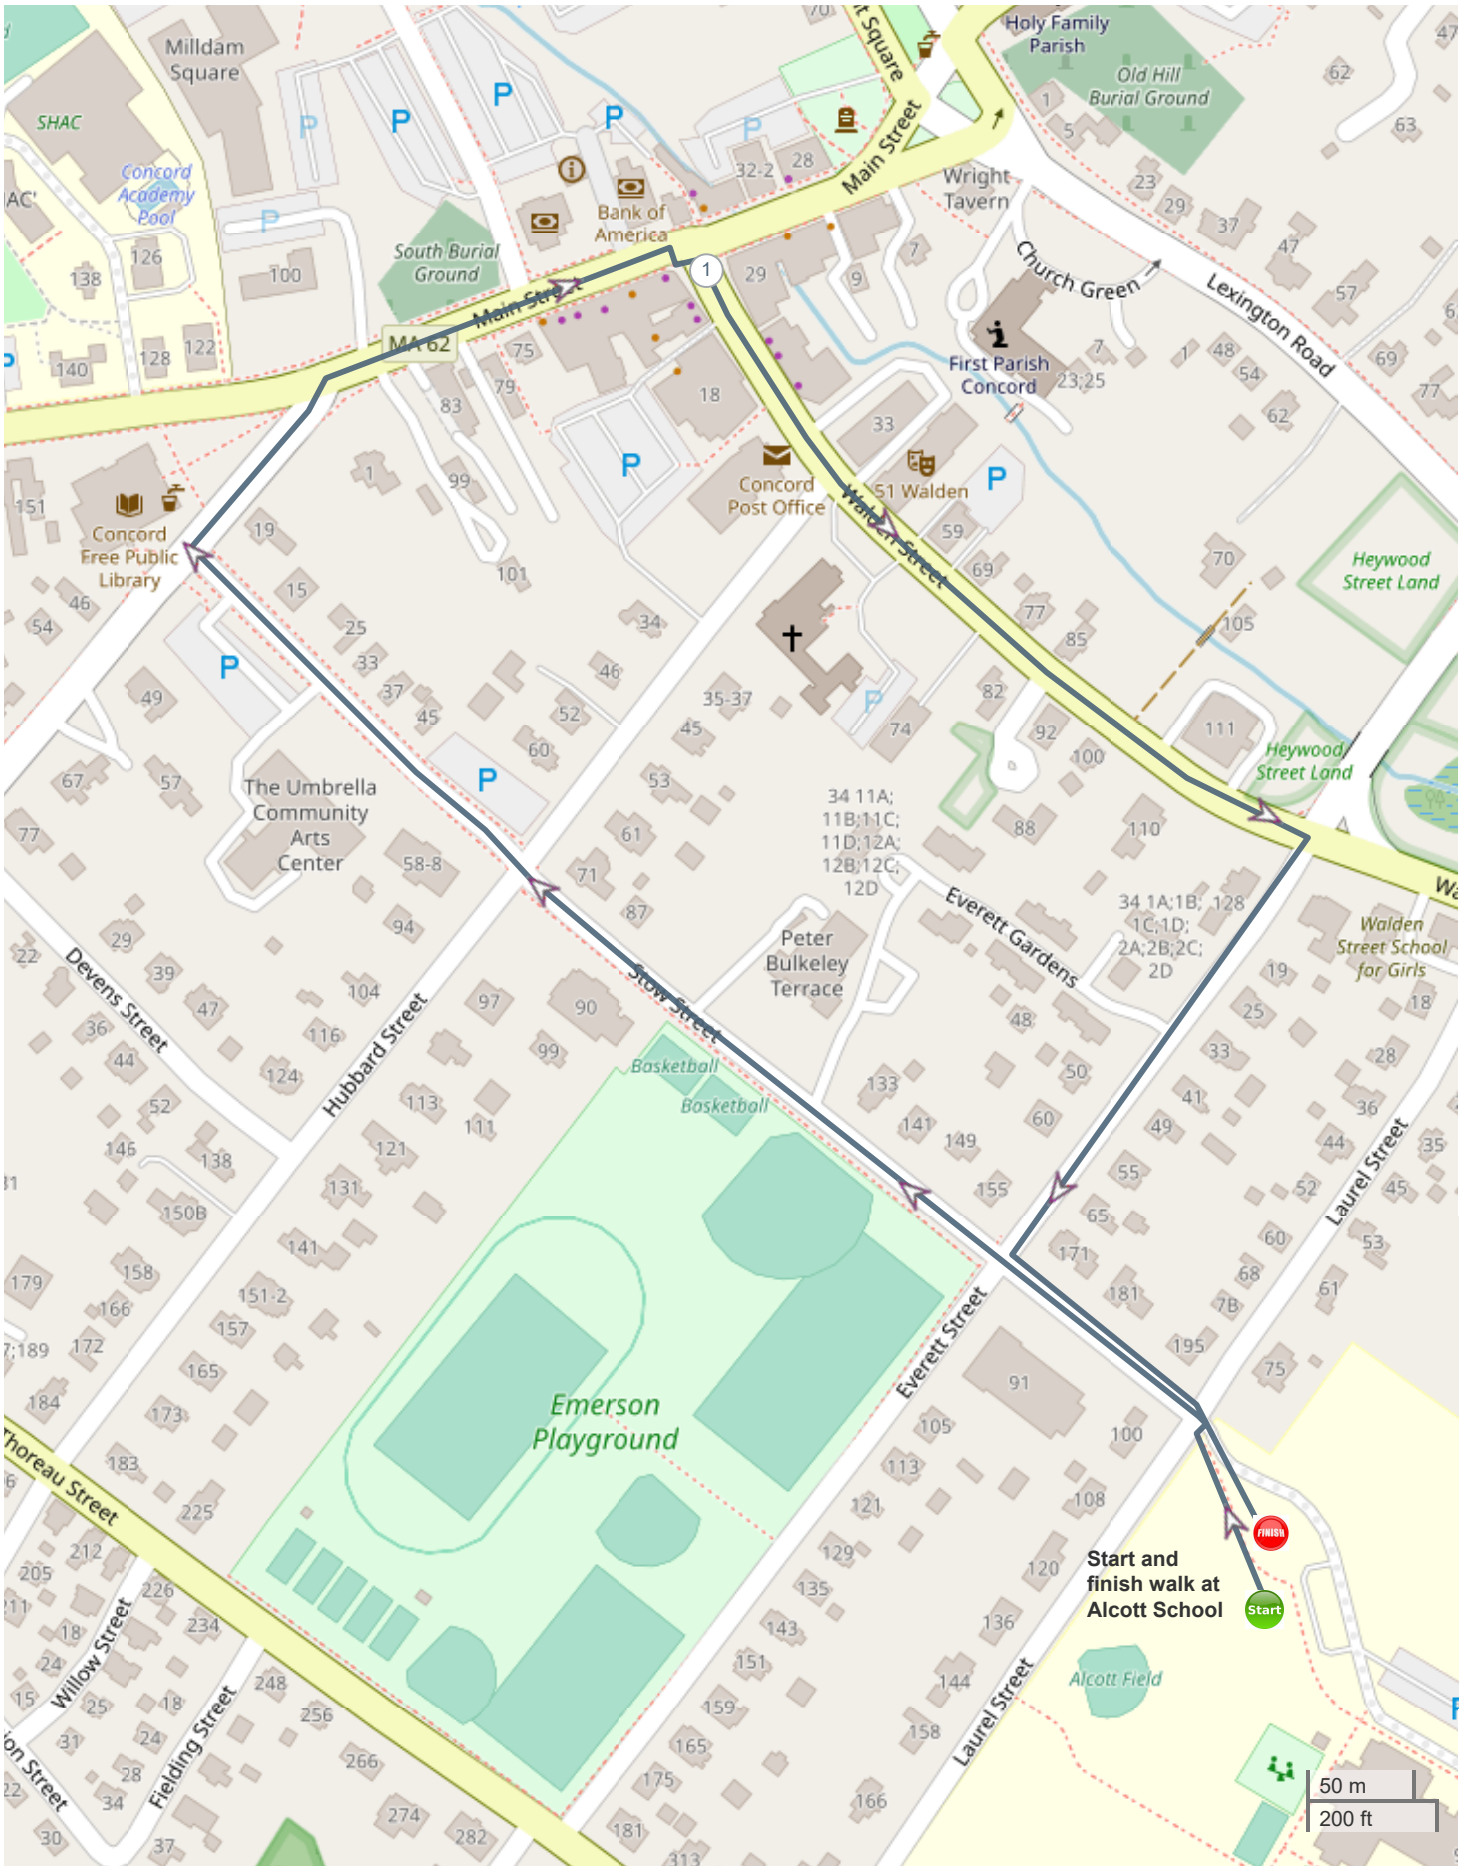 Milldam
Square
SHAC
Concord
Academy
Pool
P
P
P
P
P
P
70
Square
Main Street
Holy Family
Parish
Old Hill
Burial Ground
62
47
63
1
5
23
29
37
47
57
69
77
Wright
Tavern
Church Green
Lexington Road
32-2
28
Bank of
America
South Burial
Ground
100
126
138
140
128
122
P
Main Street
MA 62
1
29
7
9
First Parish
Concord
23;25
7
1
48
54
62
75
79
83
99
101
1
18
P
33
Concord
Post Office
51 Walden
P
59
69
Walden Street
77
85
70
105
Heywood
Street Land
151
Concord
Free Public
Library
46
54
19
15
25
33
37
45
P
49
57
67
77
34
46
52
60
P
35-37
45
53
61
71
87
P
74
82
92
100
88
110
111
Heywood
Street Land
The Umbrella
Community
Arts
Center
58-8
94
34 11A;
11B;11C;
11D;12A;
12B;12C;
12D
Everett Gardens
34 1A;1B;
1C;1D;
2A;2B;2C;
2D
128
Walden
Street School
for Girls
Peter
Bulkeley
Terrace
Stow Street
22
29
39
47
36
44
52
Devens Street
104
116
124
Hubbard Street
97
90
99
113
111
121
131
141
146
138
150B
158
166
172
179
184
151-2
157
165
173
183
225
Basketball
Basketball
133
141
149
155
48
50
60
19
25
33
41
49
55
65
171
181
18
28
36
44
52
35
45
53
60
61
68
7B
195
75
Laurel Street
Everett Street
91
100
105
113
121
129
135
143
151
159
165
175
181
108
120
136
144
158
166
313
Emerson
Playground
Thoreau Street
212
205
211
226
234
248
256
266
274
282
18
24
15
25
31
18
24
28
34
22
30
37
Willow Street
Fielding Street
Laurel Street
FINISH
Start and
finish walk at
Alcott School
Start
Alcott Field
50 m
200 ft